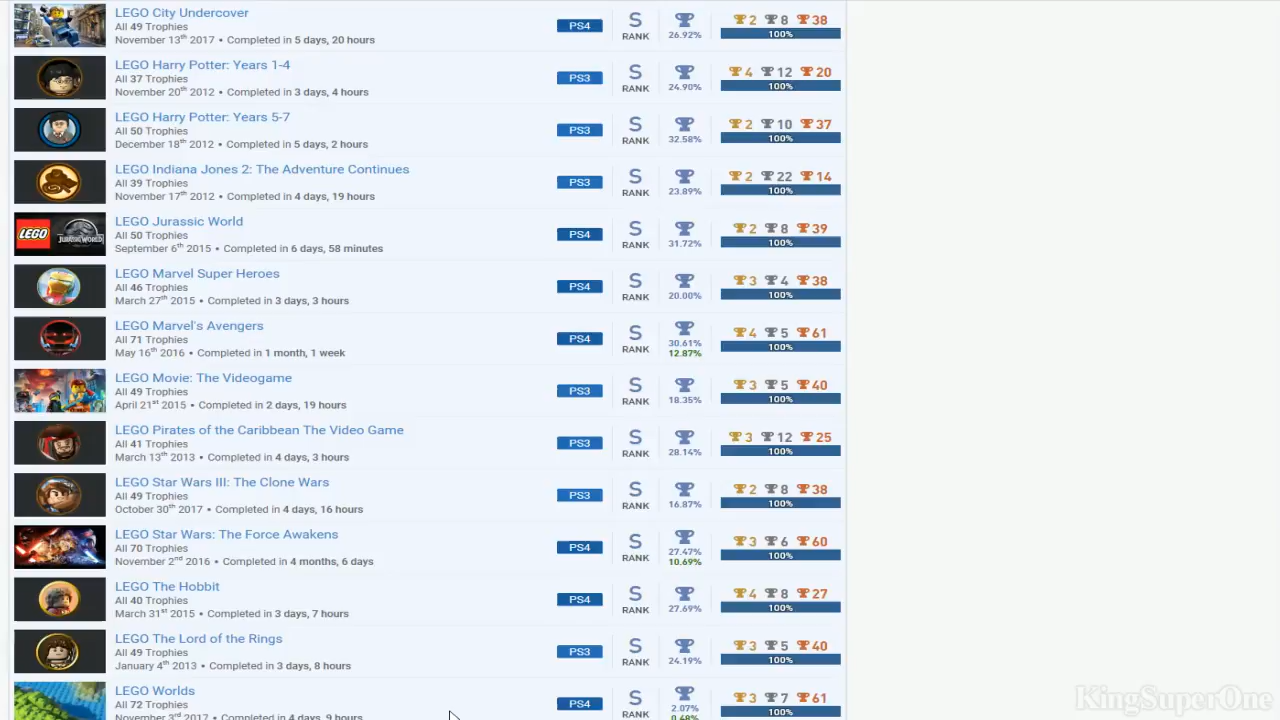 LEGO City Undercover
All 49 Trophies
November 13th 2017 • Completed in 5 days, 20 hours
PS4
S
RANK
26.92%
2 8 38
100%
LEGO Harry Potter: Years 1-4
All 37 Trophies
November 20th 2012 • Completed in 3 days, 4 hours
PS3
S
RANK
24.90%
4 12 20
100%
LEGO Harry Potter: Years 5-7
All 50 Trophies
December 18th 2012 • Completed in 5 days, 2 hours
PS3
S
RANK
32.58%
2 10 37
100%
LEGO Indiana Jones 2: The Adventure Continues
All 39 Trophies
November 17th 2012 • Completed in 4 days, 19 hours
PS3
S
RANK
23.89%
2 22 14
100%
LEGO
JURASSIC WORLD
LEGO Jurassic World
All 50 Trophies
September 6th 2015 • Completed in 6 days, 58 minutes
PS4
S
RANK
31.72%
2 8 39
100%
LEGO Marvel Super Heroes
All 46 Trophies
March 27th 2015 • Completed in 3 days, 3 hours
PS4
S
RANK
20.00%
3 4 38
100%
LEGO Marvel's Avengers
All 71 Trophies
May 16th 2016 • Completed in 1 month, 1 week
PS4
S
RANK
30.61%
12.87%
4 5 61
100%
LEGO Movie: The Videogame
All 49 Trophies
April 21st 2015 • Completed in 2 days, 19 hours
PS3
S
RANK
18.35%
3 5 40
100%
LEGO Pirates of the Caribbean The Video Game
All 41 Trophies
March 13th 2013 • Completed in 4 days, 3 hours
PS3
S
RANK
28.14%
3 12 25
100%
LEGO Star Wars III: The Clone Wars
All 49 Trophies
October 30th 2017 • Completed in 4 days, 16 hours
PS3
S
RANK
16.87%
2 8 38
100%
LEGO Star Wars: The Force Awakens
All 70 Trophies
November 2nd 2016 • Completed in 4 months, 6 days
PS4
S
RANK
27.47%
10.69%
3 6 60
100%
LEGO The Hobbit
All 40 Trophies
March 31st 2015 • Completed in 3 days, 7 hours
PS4
S
RANK
27.69%
4 8 27
100%
LEGO The Lord of the Rings
All 49 Trophies
January 4th 2013 • Completed in 3 days, 8 hours
PS3
S
RANK
24.19%
3 5 40
100%
LEGO Worlds
All 72 Trophies
November 3rd 2017 • Completed in 4 days, 9 hours
PS4
S
RANK
2.07%
0.48%
3 7 61
100%
KingSuperOne